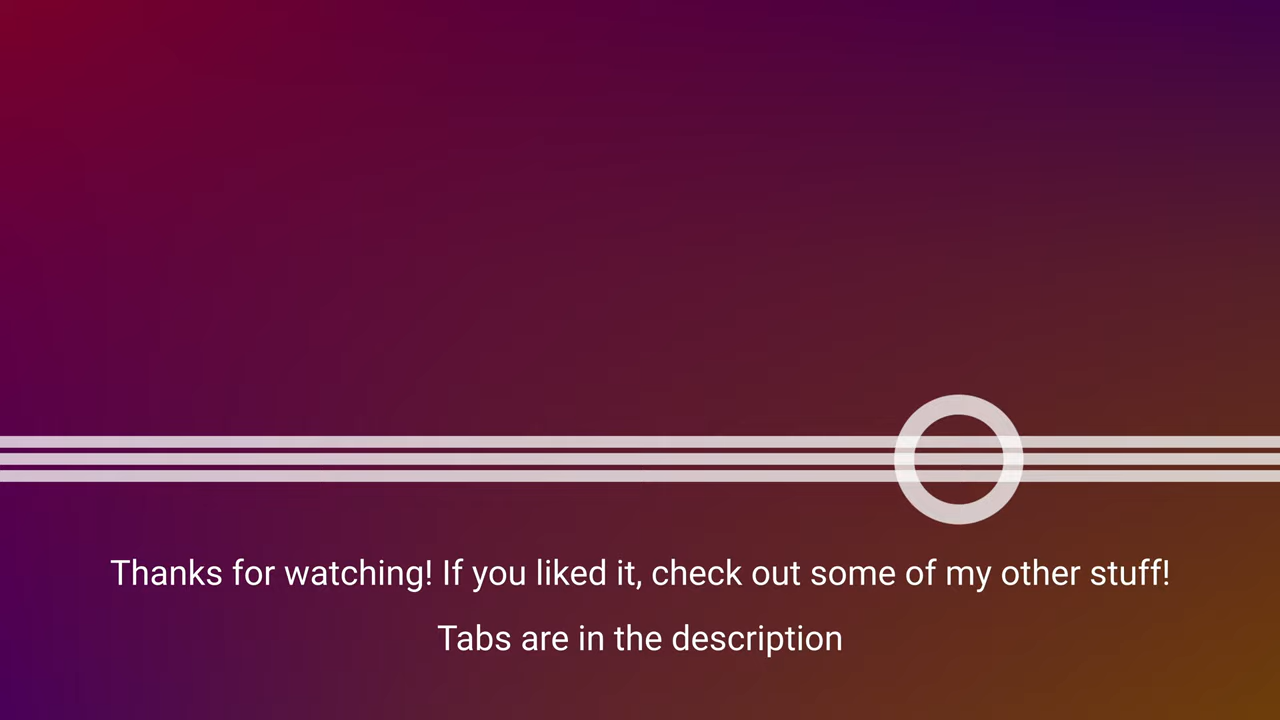 Thanks for watching! If you liked it, check out some of my other stuff!
Tabs are in the description